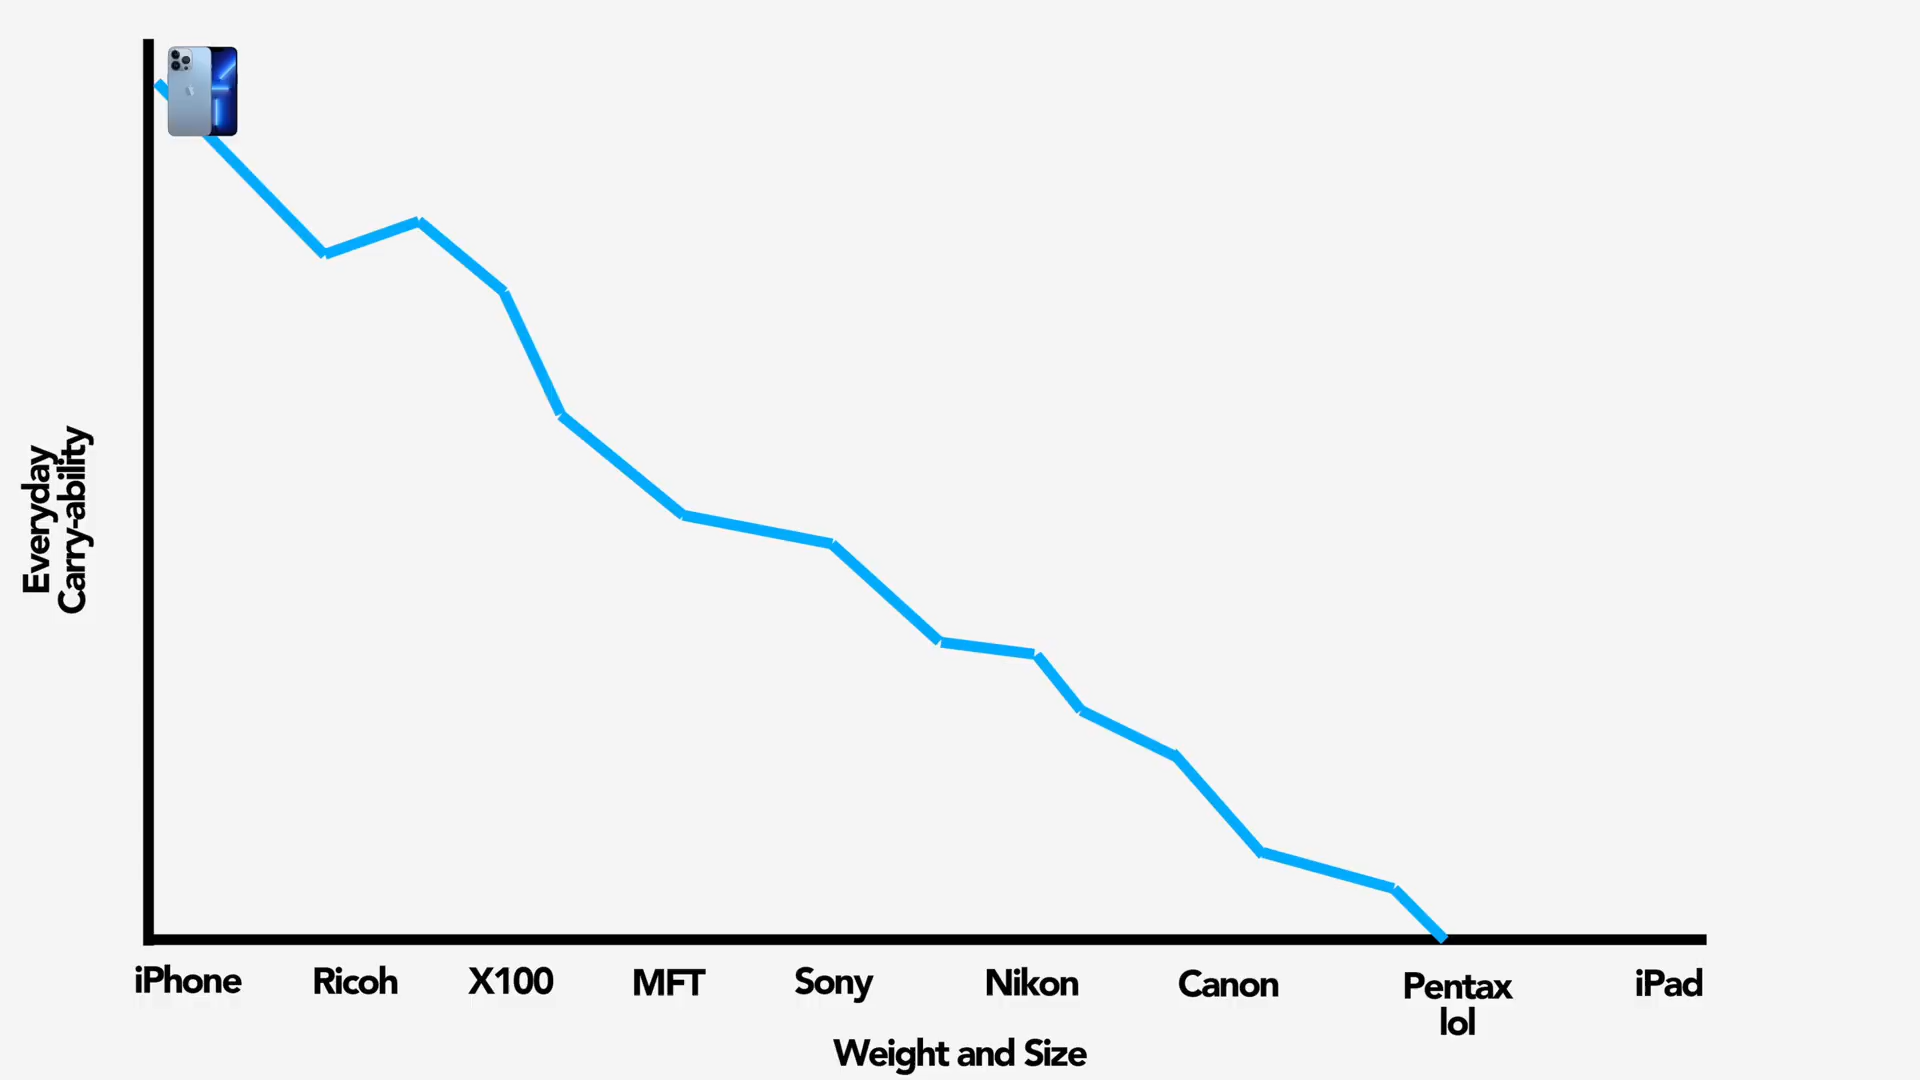 Everyday
Carry-ability
iPhone
Ricoh
X100
MFT
Sony
Nikon
Canon
Pentax
lol
iPad
Weight and Size